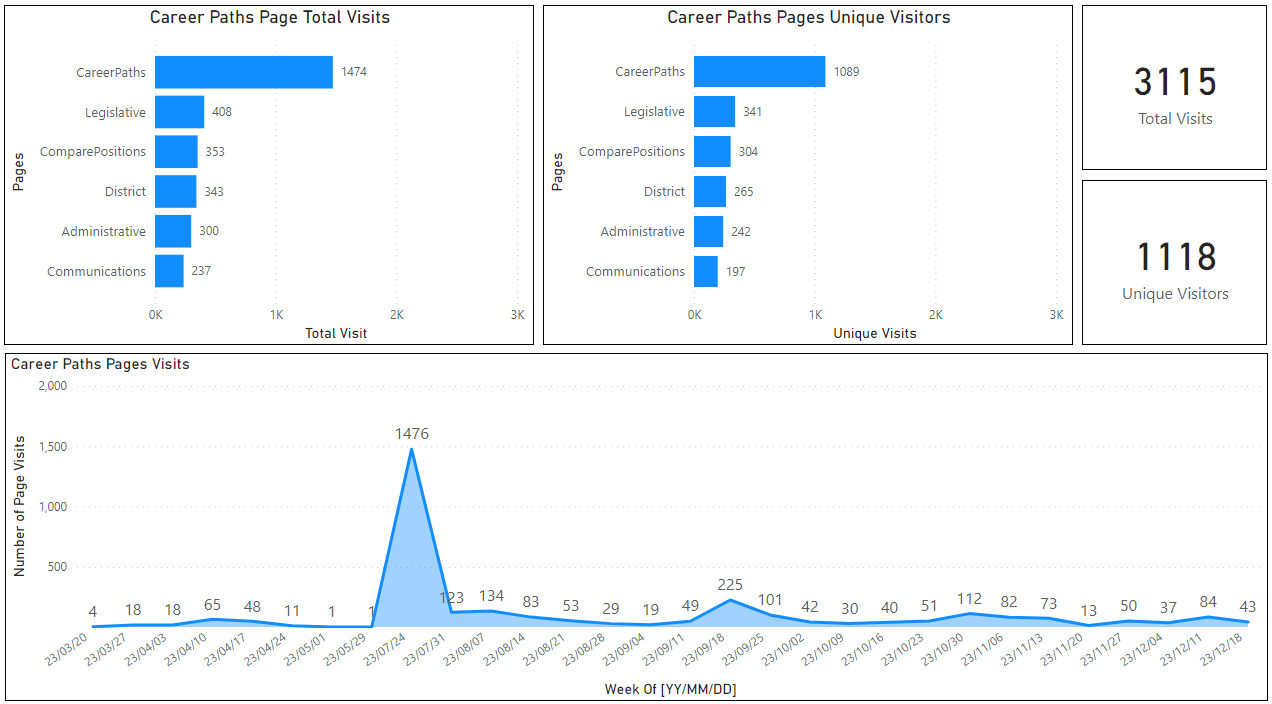 Career Paths Page Total Visits
Pages
CareerPaths 1474
Legislative 408
ComparePositions 353
District 343
Administrative 300
Communications 237
0K 1K 2K 3K
Total Visit
Career Paths Pages Unique Visitors
Pages
CareerPaths 1089
Legislative 341
ComparePositions 304
District 265
Administrative 242
Communications 197
0K 1K 2K 3K
Unique Visits
3115
Total Visits
1118
Unique Visitors
Career Paths Pages Visits
Number of Page Visits
2,000
1,500
1,000
500
4 18 18 65 48 11 1 1 1476 123 134 83 53 29 19 49 225 101 42 30 40 51 112 82 73 13 50 37 84 43
23/03/20 23/03/27 23/04/03 23/04/10 23/04/17 23/04/24 23/05/01 23/05/29 23/07/24 23/07/31 23/08/07 23/08/14 23/08/21 23/08/28 23/09/04 23/09/11 23/09/18 23/09/25 23/10/02 23/10/09 23/10/16 23/10/23 23/10/30 23/11/06 23/11/13 23/11/20 23/11/27 23/12/04 23/12/11 23/12/18
Week Of [YY/MM/DD]